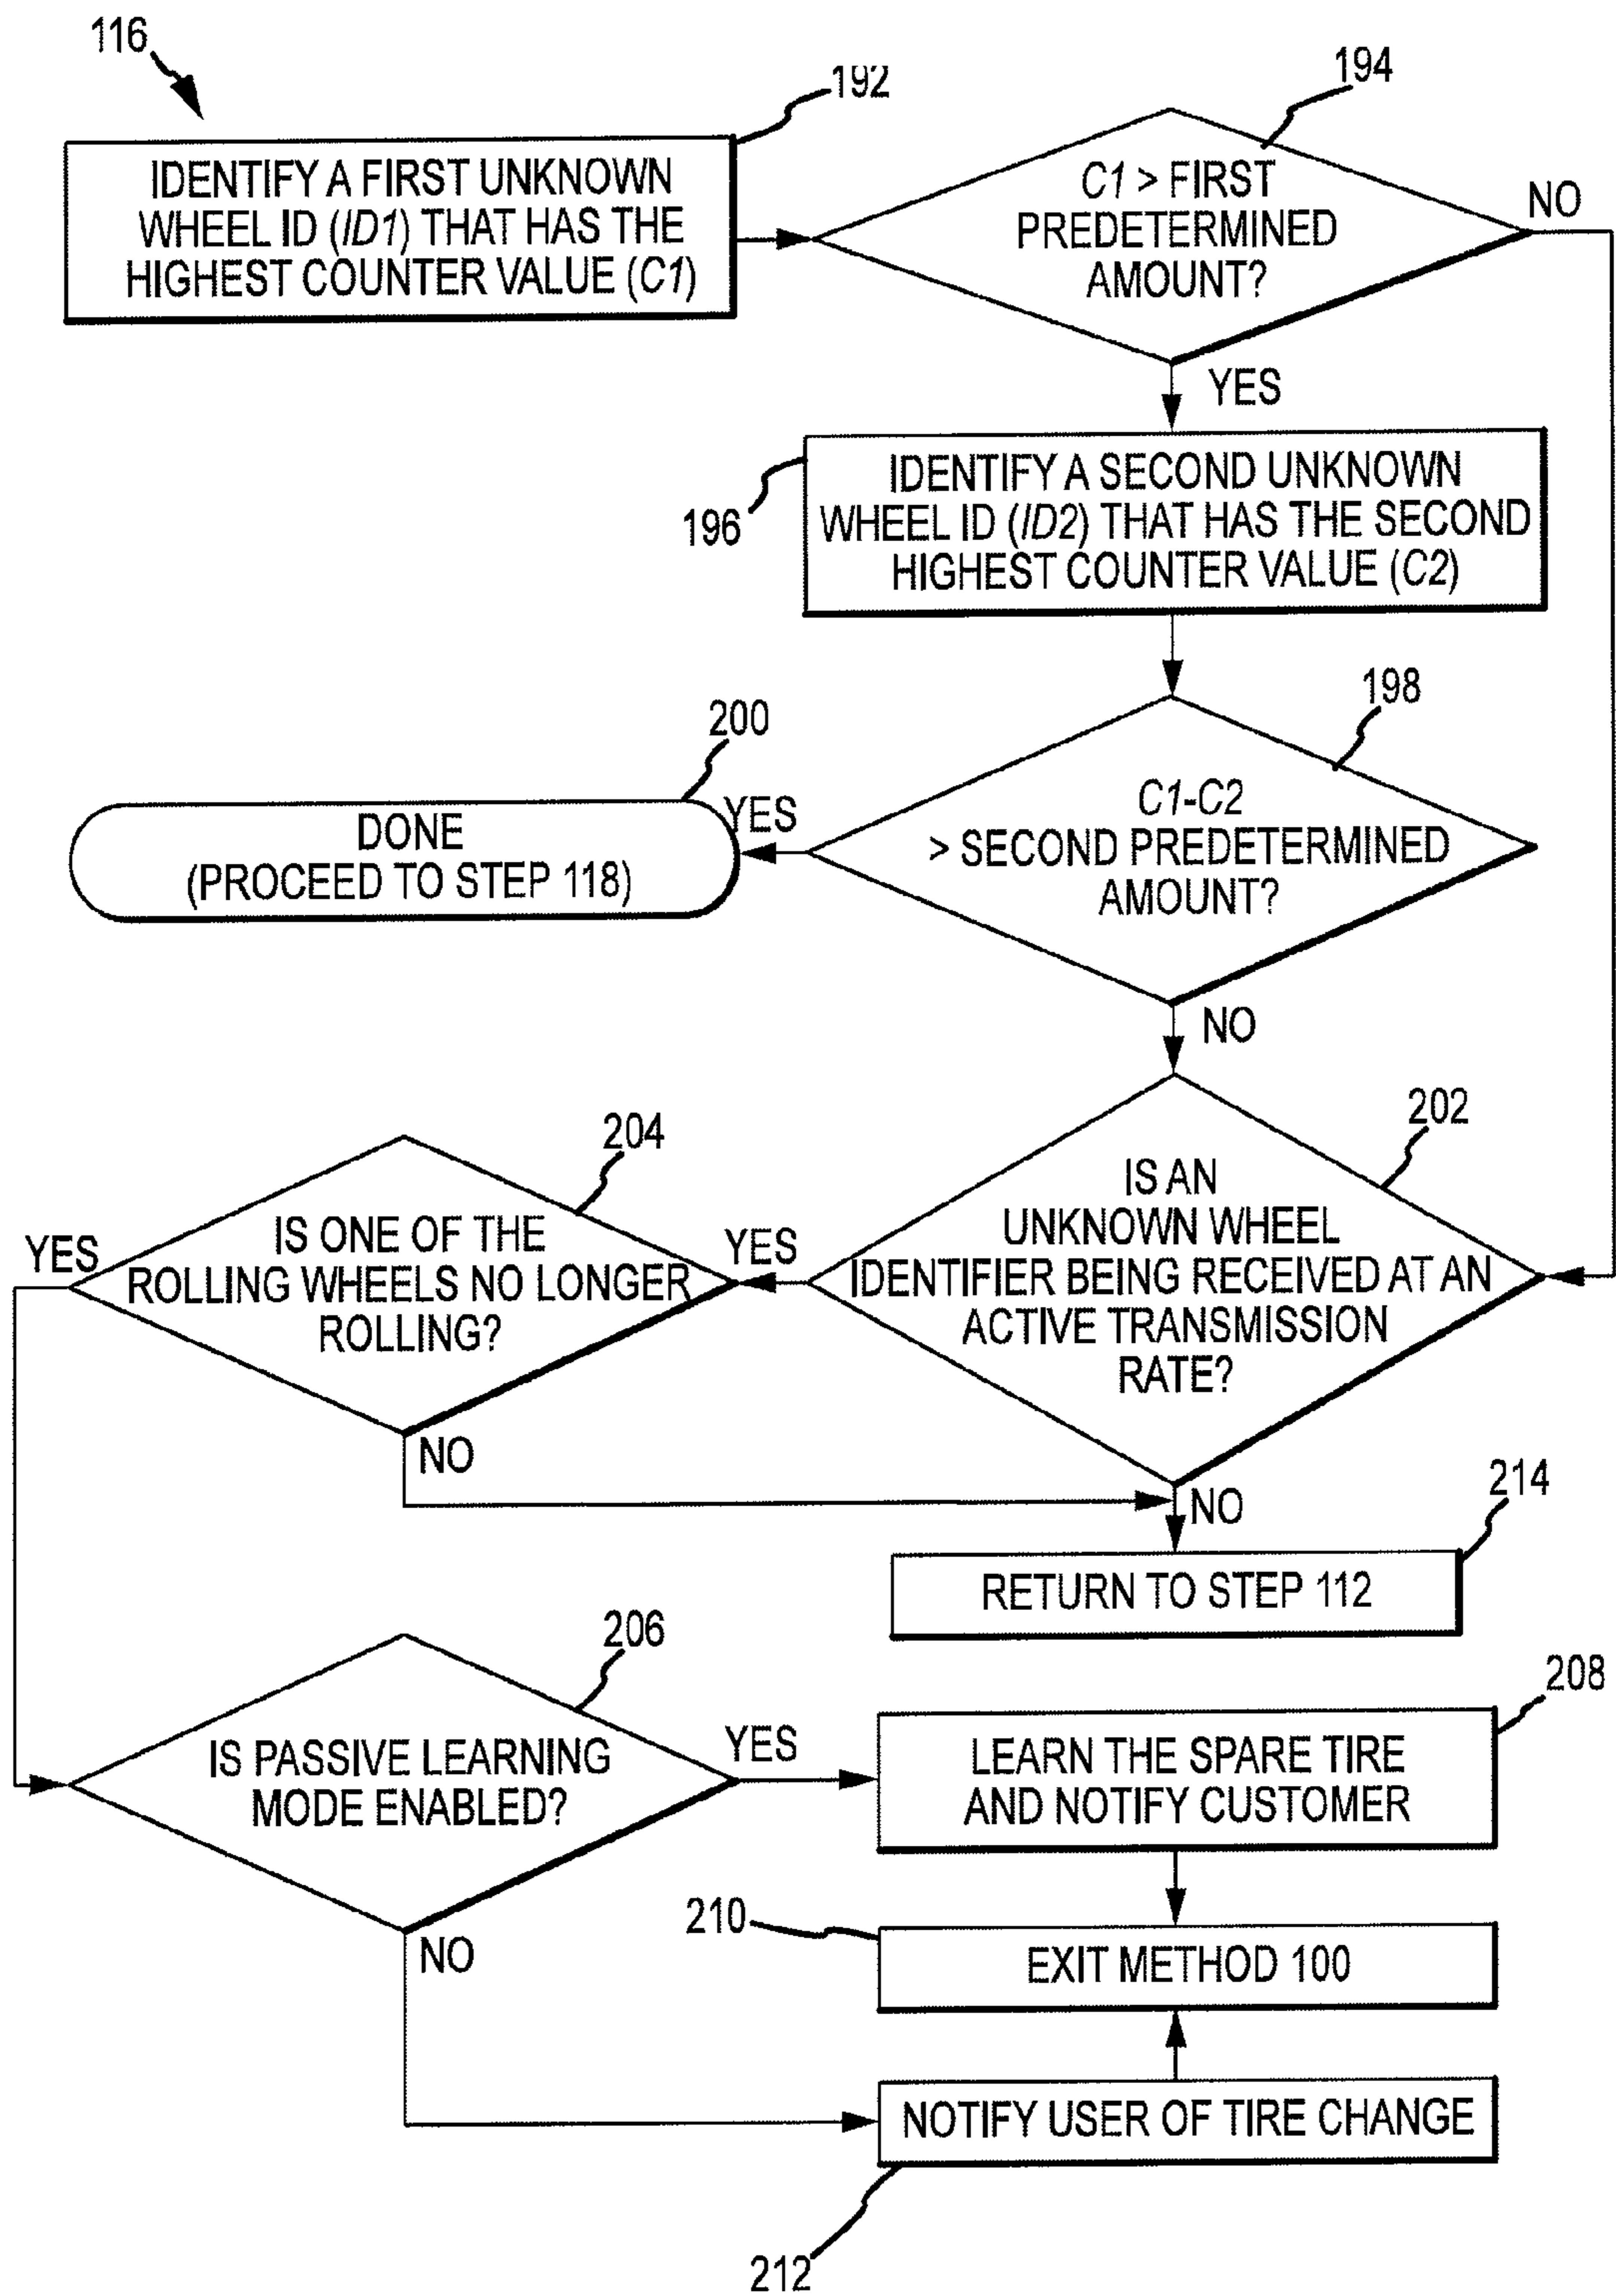 116
192
IDENTIFY A FIRST UNKNOWN
WHEEL ID (ID1) THAT HAS THE
HIGHEST COUNTER VALUE (C1)
194
C1 > FIRST
PREDETERMINED
AMOUNT?
NO
YES
196
IDENTIFY A SECOND UNKNOWN
WHEEL ID (ID2) THAT HAS THE SECOND
HIGHEST COUNTER VALUE (C2)
198
C1-C2
> SECOND PREDETERMINED
AMOUNT?
YES
200
DONE
(PROCEED TO STEP 118)
NO
202
IS AN
UNKNOWN WHEEL
IDENTIFIER BEING RECEIVED AT AN
ACTIVE TRANSMISSION
RATE?
YES
204
IS ONE OF THE
ROLLING WHEELS NO LONGER
ROLLING?
YES
NO
NO
214
RETURN TO STEP 112
206
IS PASSIVE LEARNING
MODE ENABLED?
YES
208
LEARN THE SPARE TIRE
AND NOTIFY CUSTOMER
NO
210
EXIT METHOD 100
NOTIFY USER OF TIRE CHANGE
212